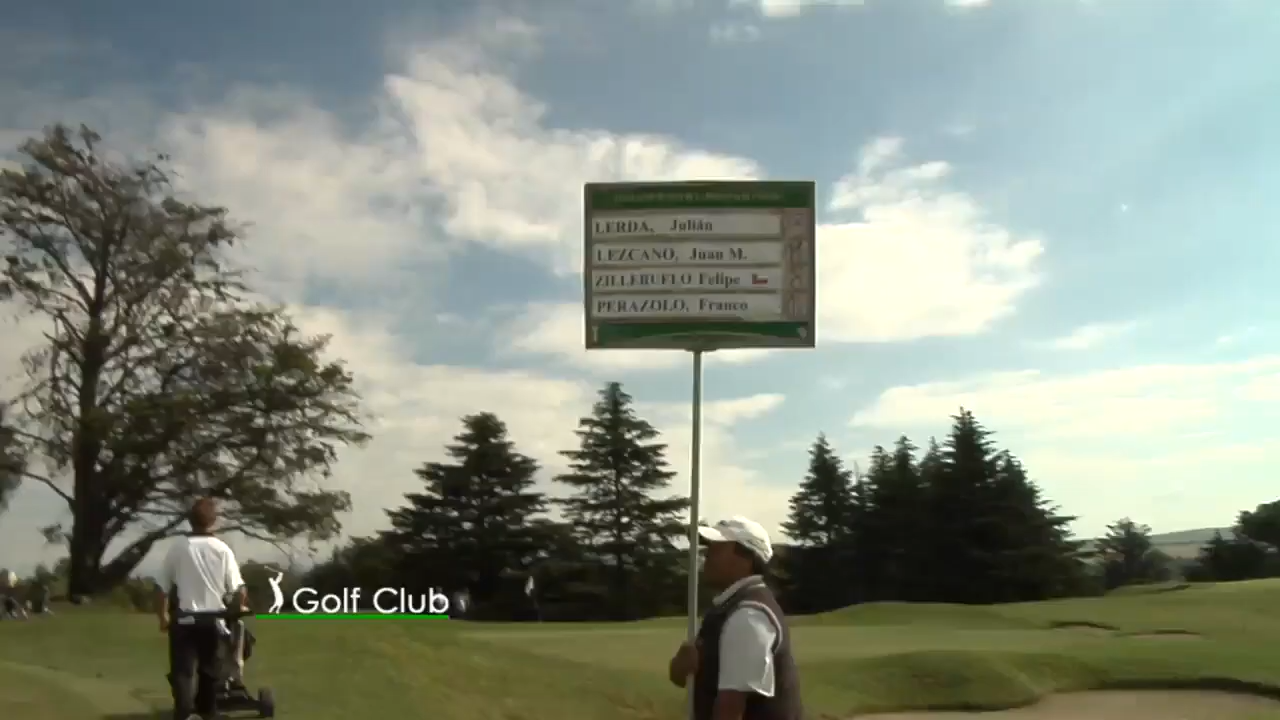 LERDA, Julián
LEZCANO, Juan M.
ZILLERUELO Felipe
PERAZOLO, Franco
Golf Club